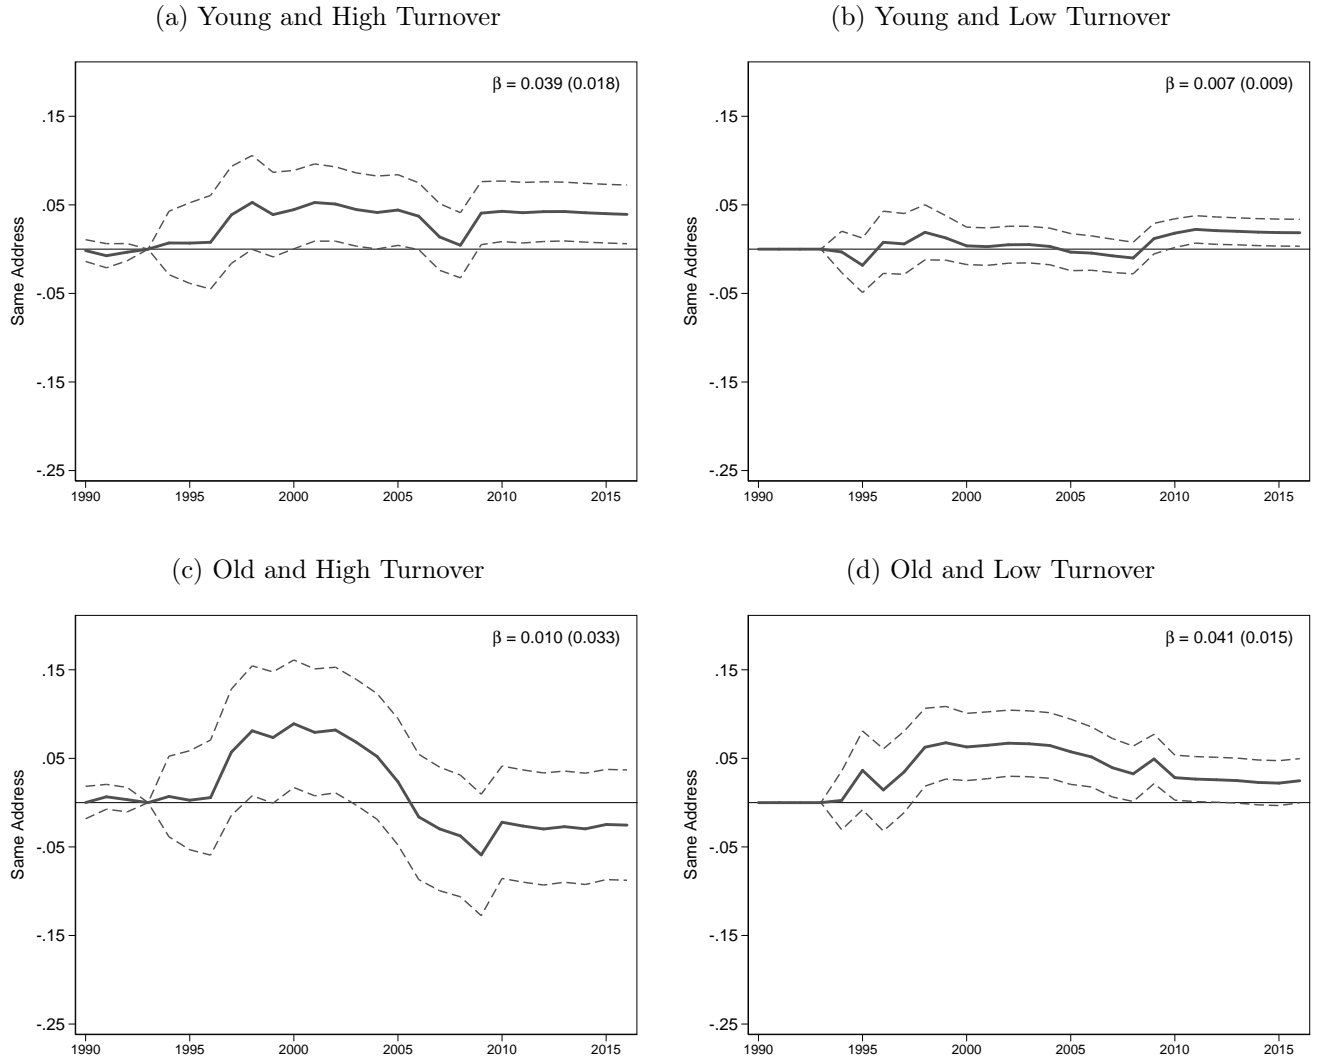 (a) Young and High Turnover
β = 0.039 (0.018)
Same Address
.15
.05
-.05
-.15
-.25
1990 1995 2000 2005 2010 2015
(b) Young and Low Turnover
β = 0.007 (0.009)
Same Address
.15
.05
-.05
-.15
-.25
1990 1995 2000 2005 2010 2015
(c) Old and High Turnover
β = 0.010 (0.033)
Same Address
.15
.05
-.05
-.15
-.25
1990 1995 2000 2005 2010 2015
(d) Old and Low Turnover
β = 0.041 (0.015)
Same Address
.15
.05
-.05
-.15
-.25
1990 1995 2000 2005 2010 2015